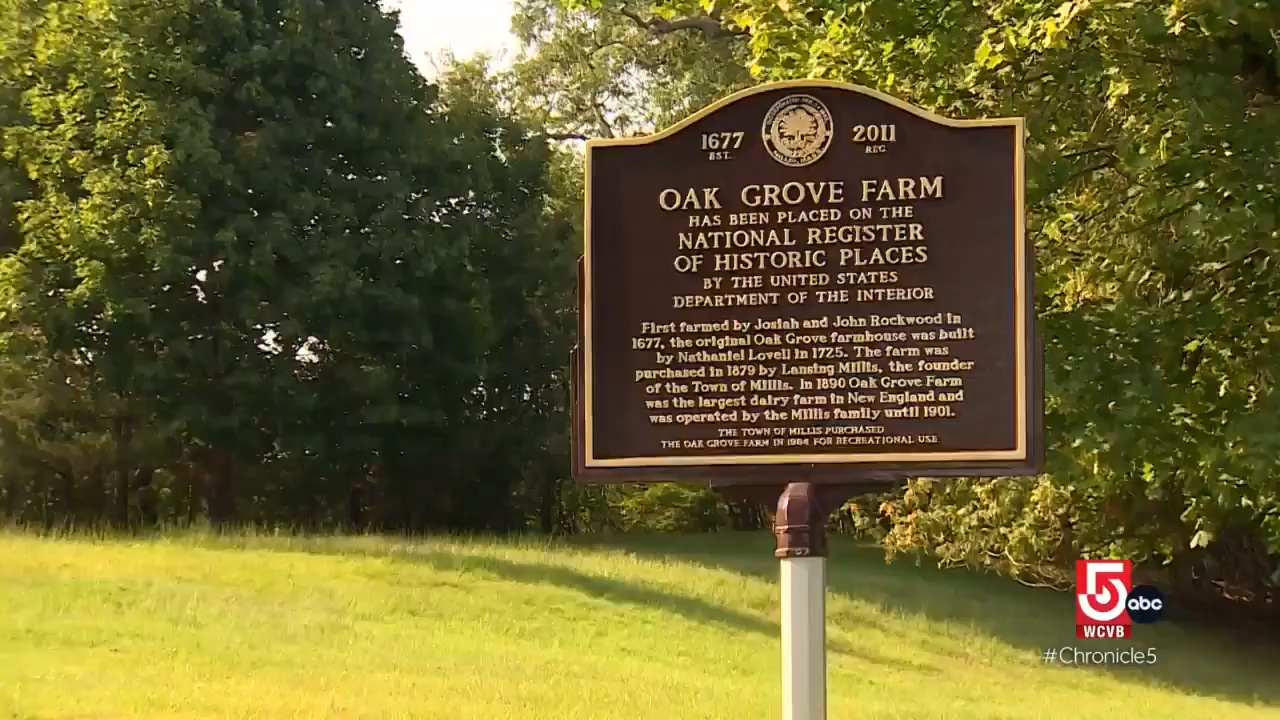 1677
EST.
2011
REG
OAK GROVE FARM
HAS BEEN PLACED ON THE
NATIONAL REGISTER
OF HISTORIC PLACES
BY THE UNITED STATES
DEPARTMENT OF THE INTERIOR
First farmed by Josiah and John Rockwood in
1677, the original Oak Grove farmhouse was built
by Nathaniel Lovell in 1725. The farm was
purchased in 1879 by Lansing Millis, the founder
of the Town of Millis. In 1890 Oak Grove Farm
was the largest dairy farm in New England and
was operated by the Millis family until 1901.
THE TOWN OF MILLIS PURCHASED
THE OAK GROVE FARM IN 1984 FOR RECREATIONAL USE
5 abc
WCVB
#Chronicle5